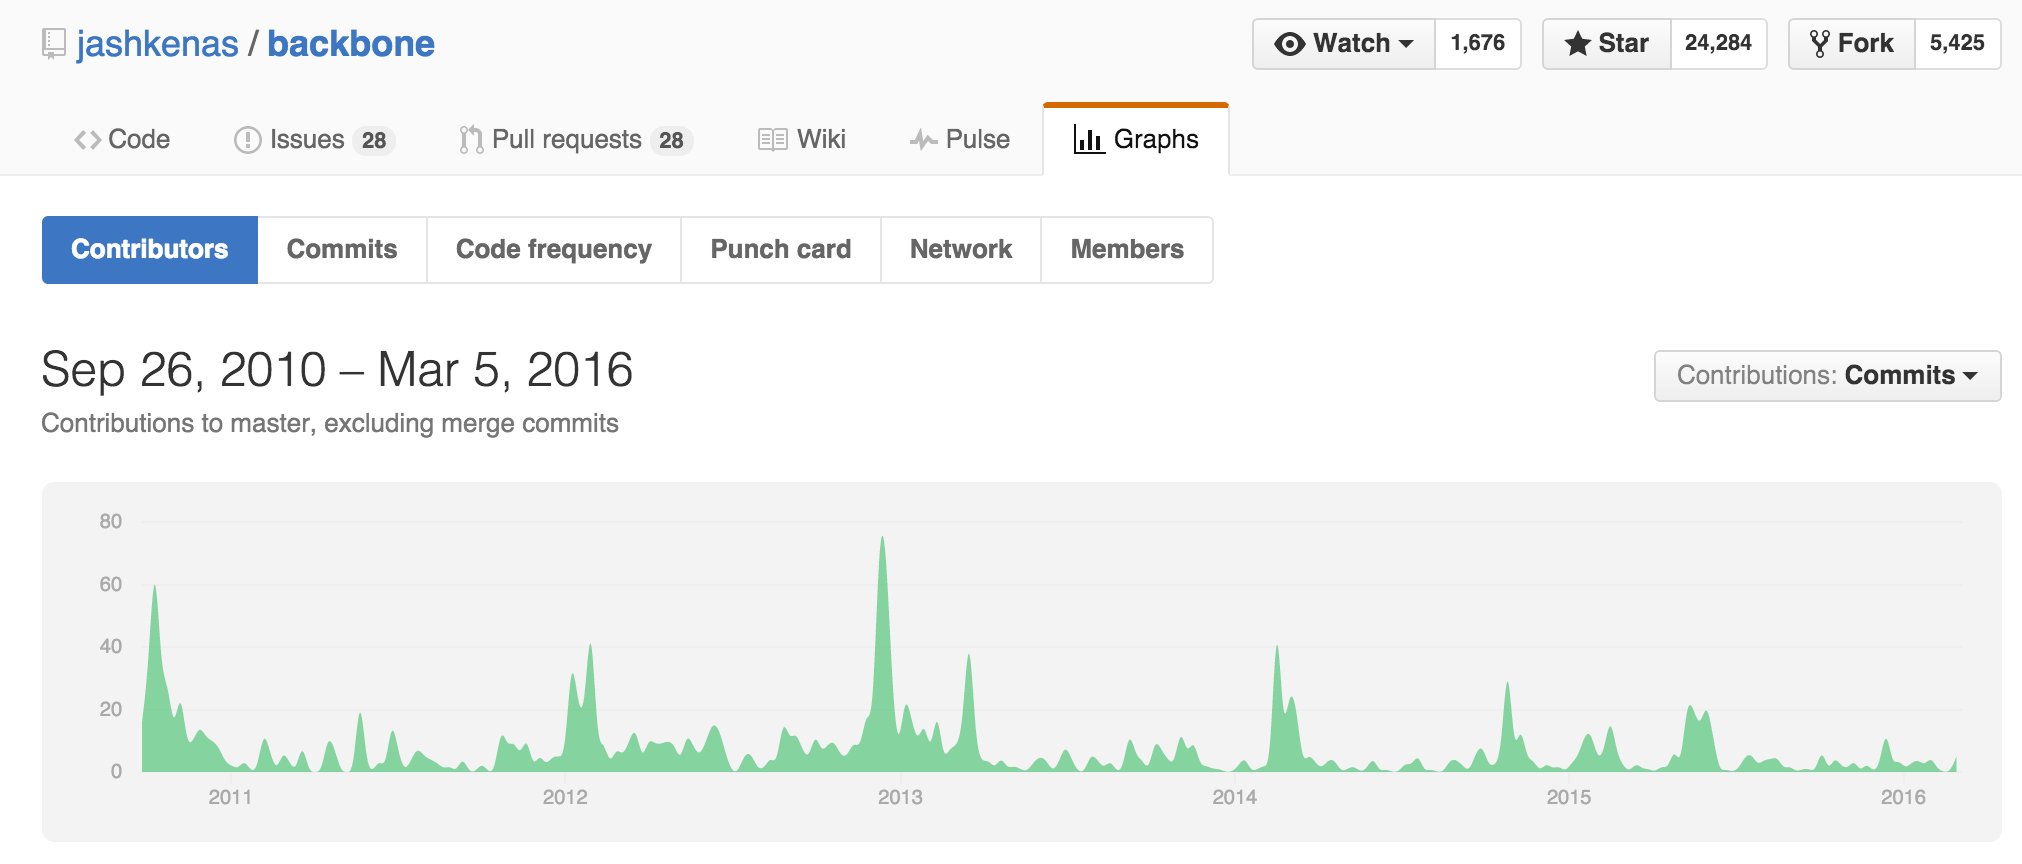 jashkenas / backbone
Watch 1,676 Star 24,284 Fork 5,425
Code Issues 28 Pull requests 28 Wiki Pulse Graphs
Contributors Commits Code frequency Punch card Network Members
Sep 26, 2010 – Mar 5, 2016
Contributions: Commits
Contributions to master, excluding merge commits
80
60
40
20
0
2011 2012 2013 2014 2015 2016